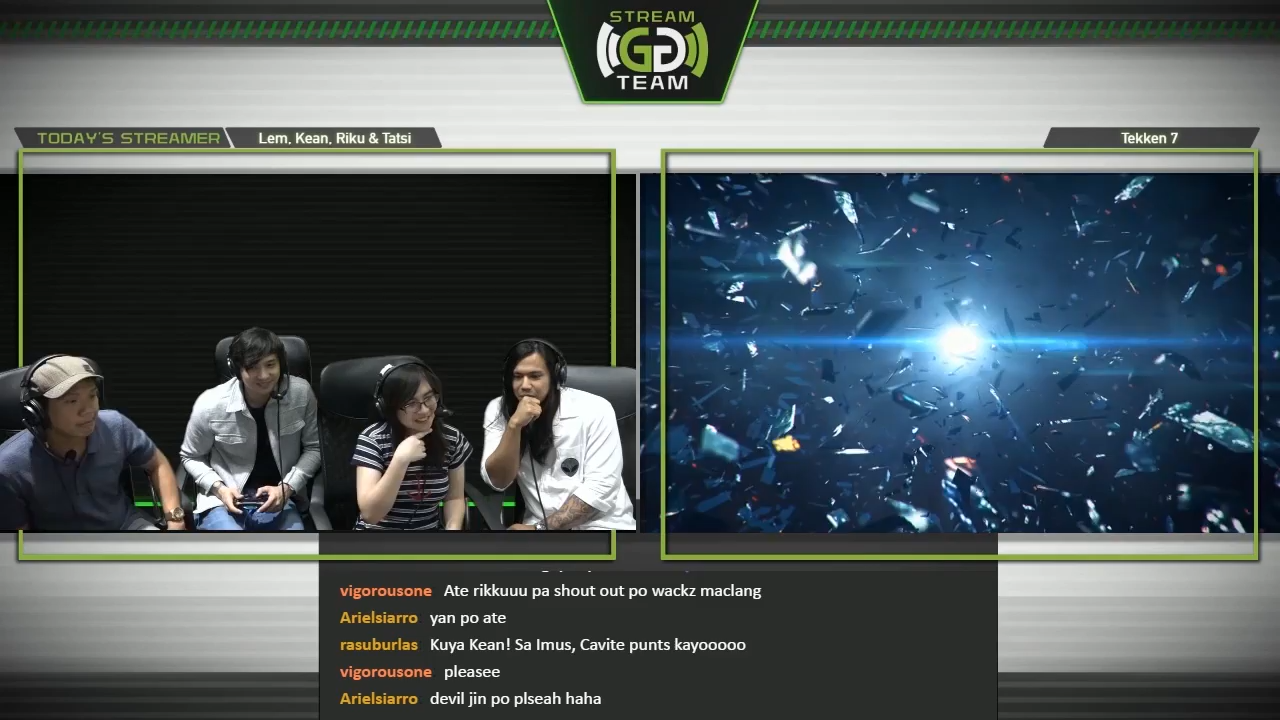 STREAM
GG
TEAM
TODAY'S STREAMER
Lem, Kean, Riku & Tatsi
Tekken 7
vigorousone Ate rikkuuu pa shout out po wackz maclang
Arielsiarro yan po ate
rasuburlas Kuya Kean! Sa Imus, Cavite punts kayooooo
vigorousone pleasee
Arielsiarro devil jin po plseah haha